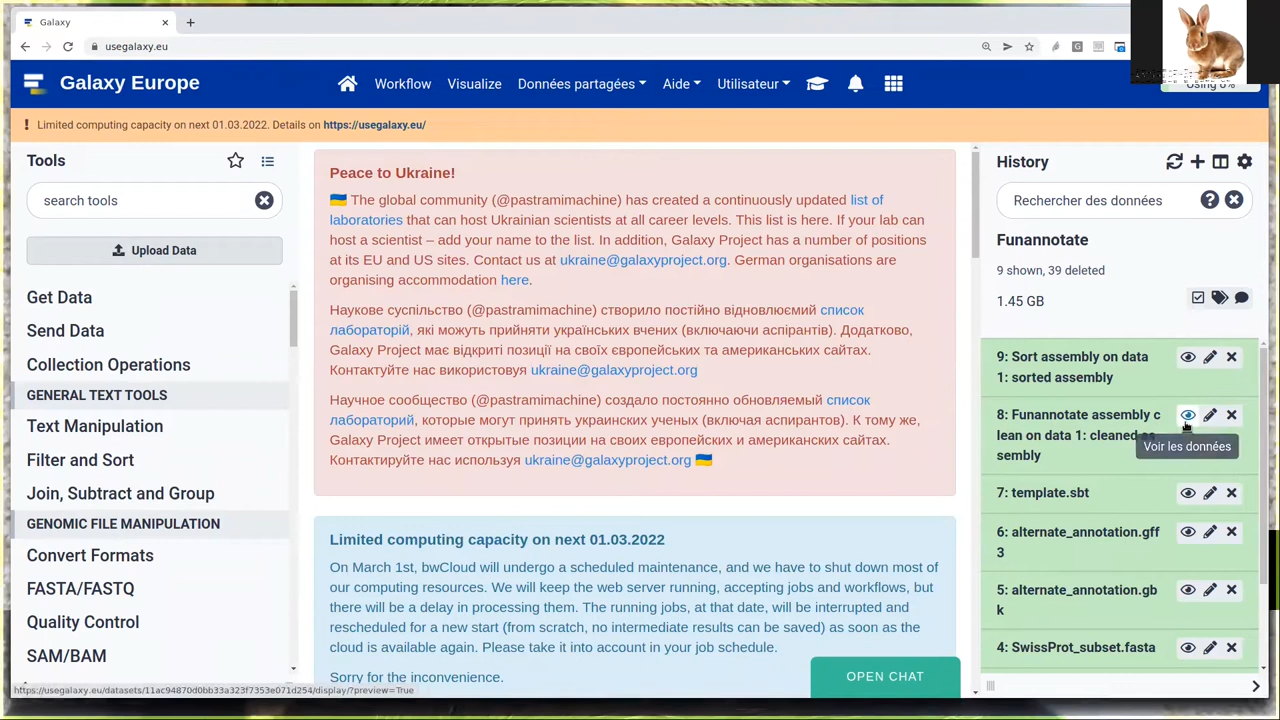 Galaxy
usegalaxy.eu
Galaxy Europe
Workflow Visualize Données partagées Aide Utilisateur
Using 6%
! Limited computing capacity on next 01.03.2022. Details on https://usegalaxy.eu/
Tools
search tools
Upload Data
Get Data
Send Data
Collection Operations
GENERAL TEXT TOOLS
Text Manipulation
Filter and Sort
Join, Subtract and Group
GENOMIC FILE MANIPULATION
Convert Formats
FASTA/FASTQ
Quality Control
SAM/BAM
Peace to Ukraine!
🇺🇦 The global community (@pastramimachine) has created a continuously updated list of
laboratories that can host Ukrainian scientists at all career levels. This list is here. If your lab can
host a scientist – add your name to the list. In addition, Galaxy Project has a number of positions
at its EU and US sites. Contact us at ukraine@galaxyproject.org. German organisations are
organising accommodation here.
Наукове суспільство (@pastramimachine) створило постійно відновлюємий список
лабораторій, які можуть прийняти українських вчених (включаючи аспірантів). Додатково,
Galaxy Project має відкриті позиції на своїх європейських та американських сайтах.
Контактуйте нас використовуя ukraine@galaxyproject.org
Научное сообщество (@pastramimachine) создало постоянно обновляемый список
лабораторий, которые могут принять украинских ученых (включая аспирантов). К тому же,
Galaxy Project имеет открытые позиции на своих европейских и американских сайтах.
Контактируйте нас используя ukraine@galaxyproject.org 🇺🇦
Limited computing capacity on next 01.03.2022
On March 1st, bwCloud will undergo a scheduled maintenance, and we have to shut down most of
our computing resources. We will keep the web server running, accepting jobs and workflows, but
there will be a delay in processing them. The running jobs, at that date, will be interrupted and
rescheduled for a new start (from scratch, no intermediate results can be saved) as soon as the
cloud is available again. Please take it into account in your job schedule.
Sorry for the inconvenience.
OPEN CHAT
History
Rechercher des données
Funannotate
9 shown, 39 deleted
1.45 GB
9: Sort assembly on data
1: sorted assembly
8: Funannotate assembly c
lean on data 1: cleaned as
sembly
Voir les données
7: template.sbt
6: alternate_annotation.gff
3
5: alternate_annotation.gb
k
4: SwissProt_subset.fasta
https://usegalaxy.eu/datasets/11ac94870d0bb33a323f7353e071d254/display/?preview=True